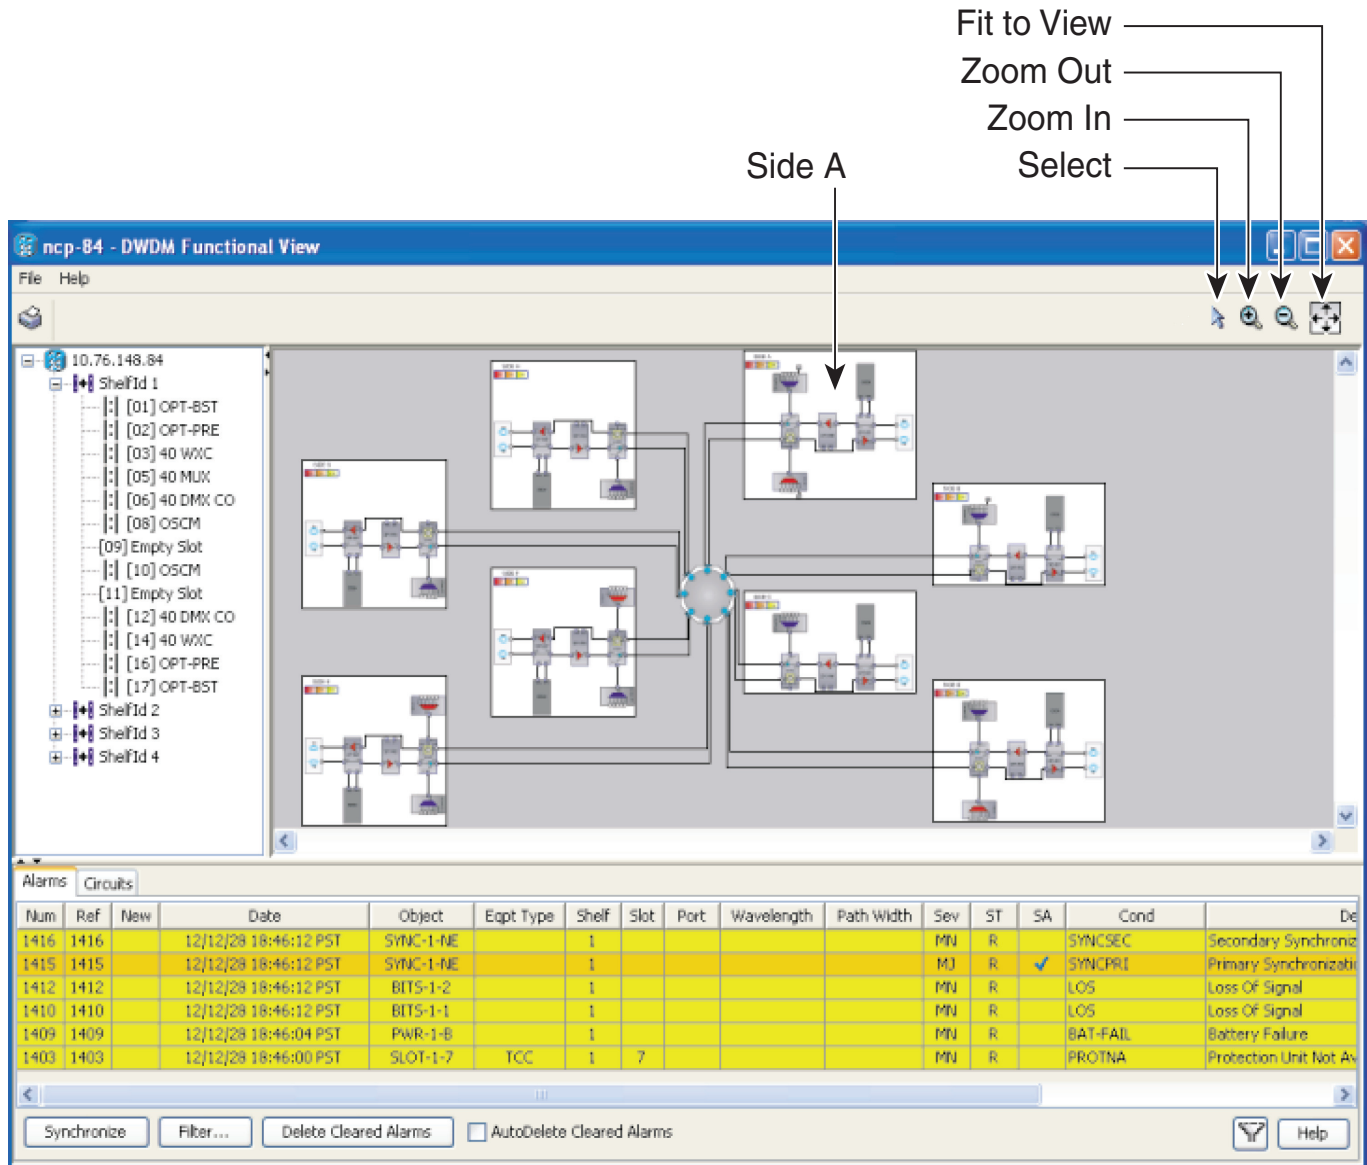 Fit to View
Zoom Out
Zoom In
Side A
Select
ncp-84 - DWDM Functional View
File Help
10.76.148.84
ShelfId 1
[01] OPT-BST
[02] OPT-PRE
[03] 40 WXC
[05] 40 MUX
[06] 40 DMX CO
[08] OSCM
[09] Empty Slot
[10] OSCM
[11] Empty Slot
[12] 40 DMX CO
[14] 40 WXC
[16] OPT-PRE
[17] OPT-BST
ShelfId 2
ShelfId 3
ShelfId 4
Alarms Circuits
Num Ref New Date Object Eqpt Type Shelf Slot Port Wavelength Path Width Sev ST SA Cond De
1416 1416 12/12/28 18:46:12 PST SYNC-1-NE 1 MN R SYNCSEC Secondary Synchroniz
1415 1415 12/12/28 18:46:12 PST SYNC-1-NE 1 MJ R SYNCPRI Primary Synchronizatio
1412 1412 12/12/28 18:46:12 PST BITS-1-2 1 MN R LOS Loss Of Signal
1410 1410 12/12/28 18:46:12 PST BITS-1-1 1 MN R LOS Loss Of Signal
1409 1409 12/12/28 18:46:04 PST PWR-1-B 1 MN R BAT-FAIL Battery Failure
1403 1403 12/12/28 18:46:00 PST SLOT-1-7 TCC 1 7 MN R PROTNA Protection Unit Not Av
Synchronize Filter... Delete Cleared Alarms AutoDelete Cleared Alarms Help